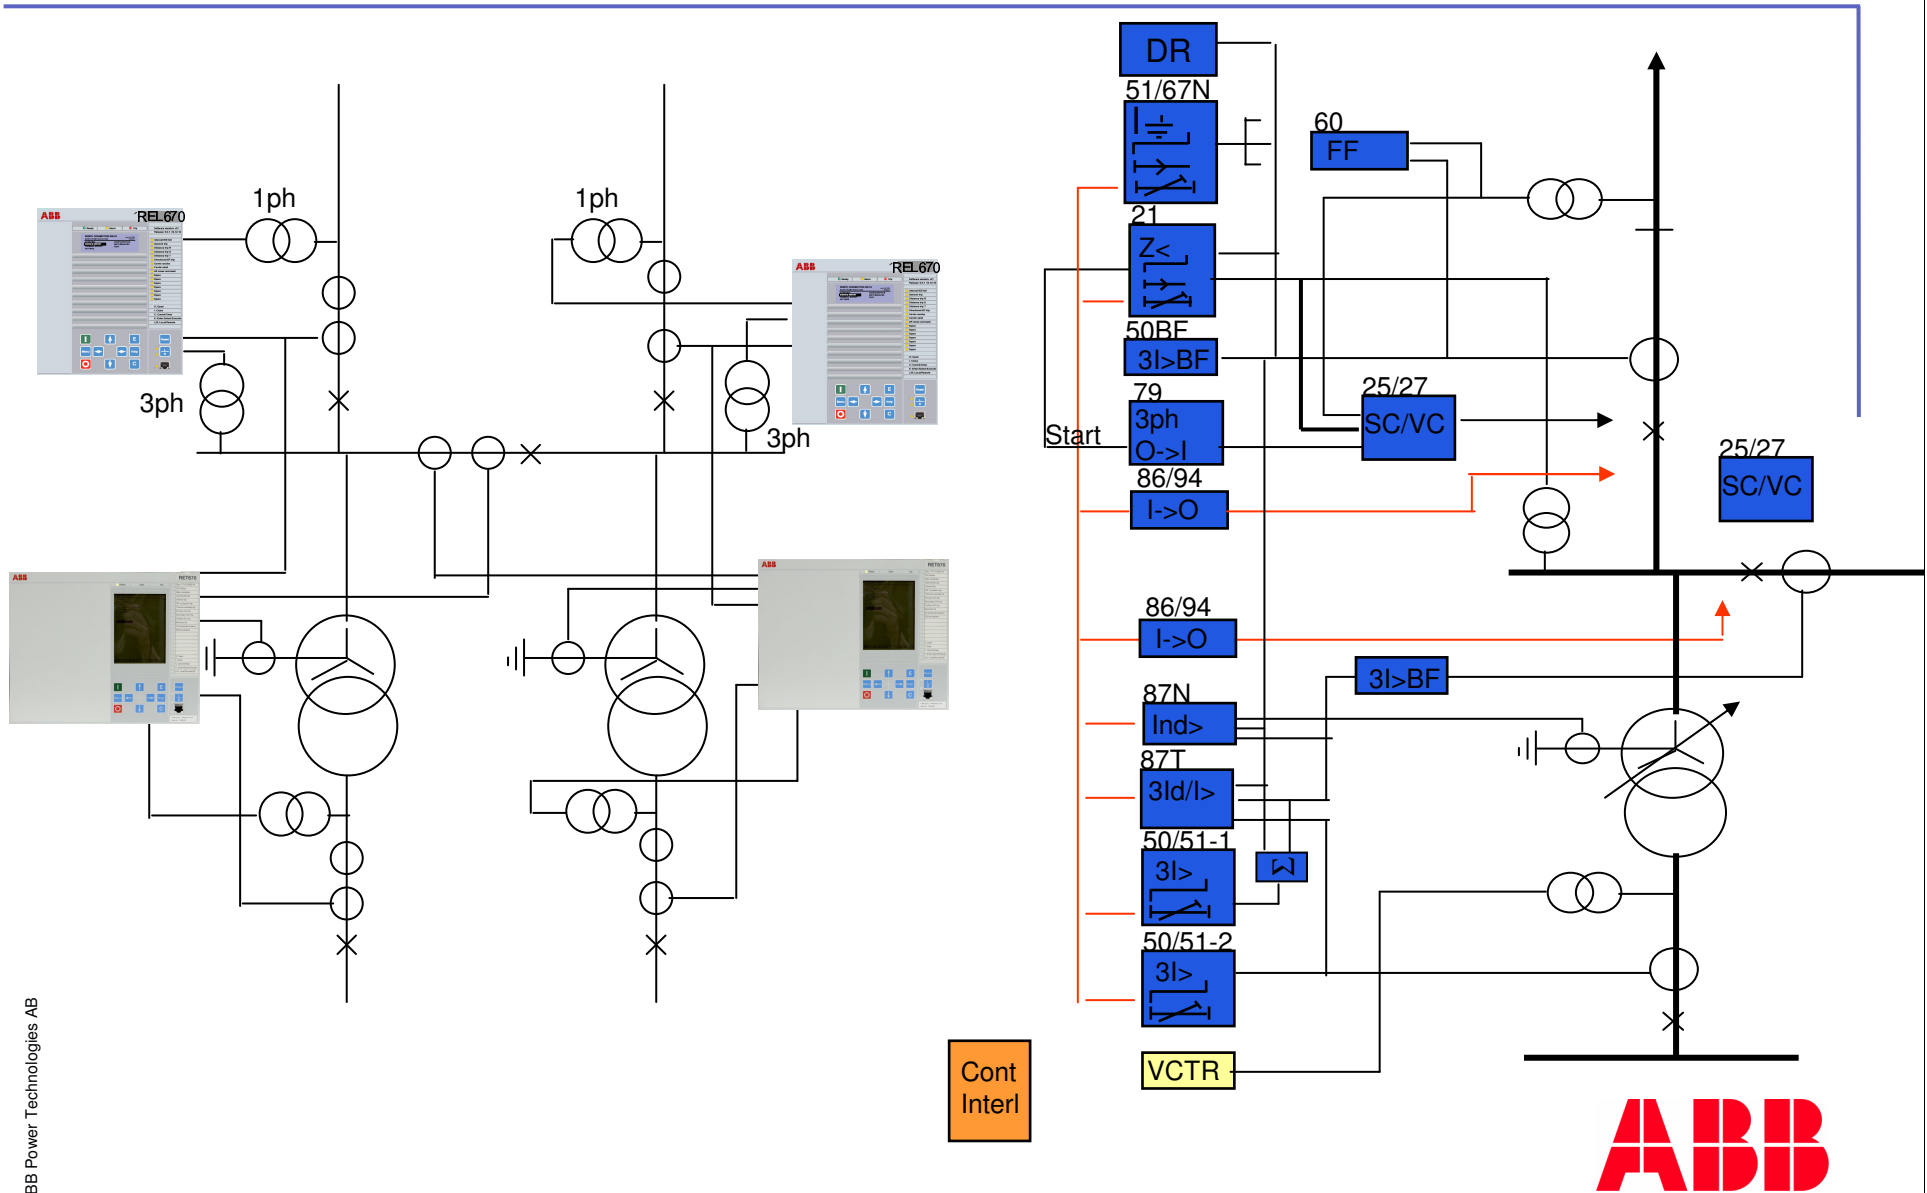 1ph
1ph
ABB
REL670
ABB
REL670
3ph
3ph
ABB
RET670
ABB
RET670
DR
51/67N
60
FF
21
Z<
50BF
3I>BF
79
3ph
O->I
Start
25/27
SC/VC
25/27
SC/VC
86/94
I->O
86/94
I->O
3I>BF
87N
Ind>
87T
3Id/I>
50/51-1
3I>
Σ
50/51-2
3I>
VCTR
Cont
Interl
BB Power Technologies AB
ABB